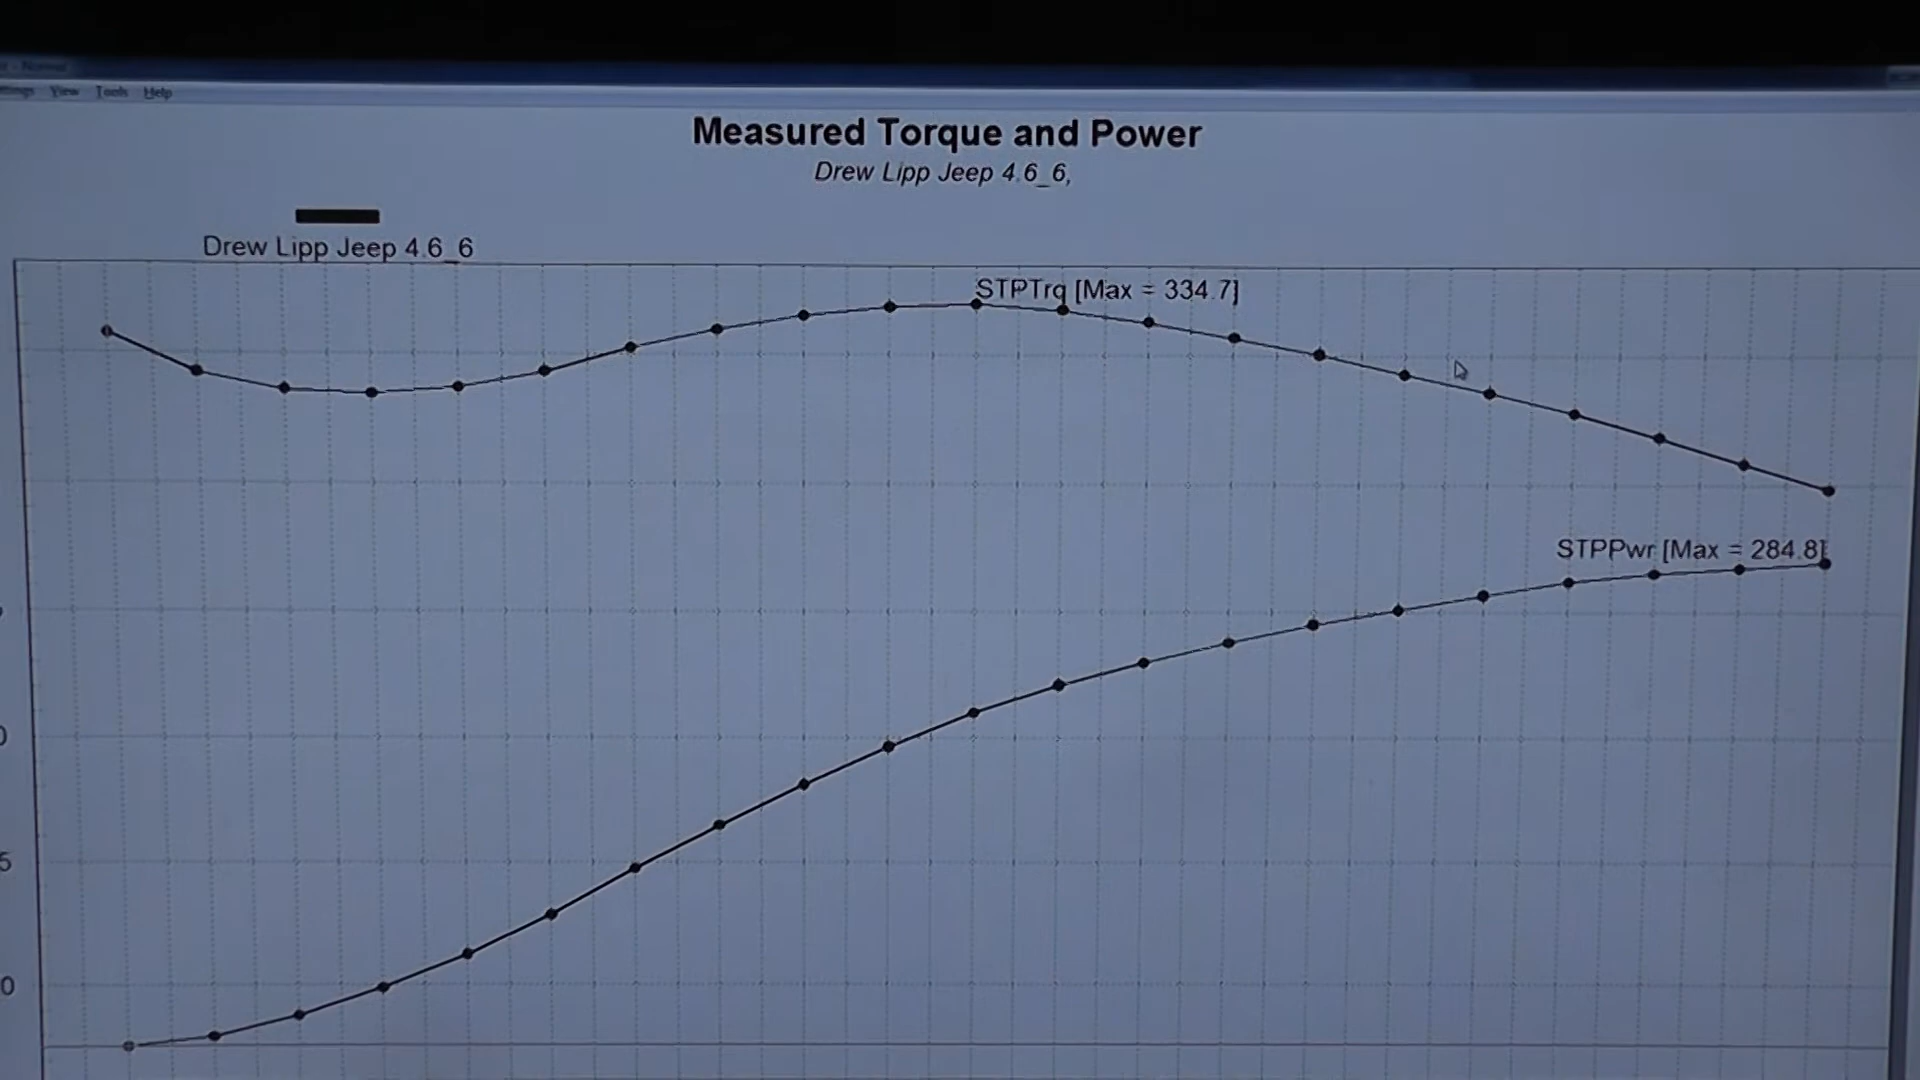 View Tools Help
Measured Torque and Power
Drew Lipp Jeep 4.6_6,
Drew Lipp Jeep 4.6_6
STPTrq [Max = 334.7]
STPPwr [Max = 284.8]
0
5
0